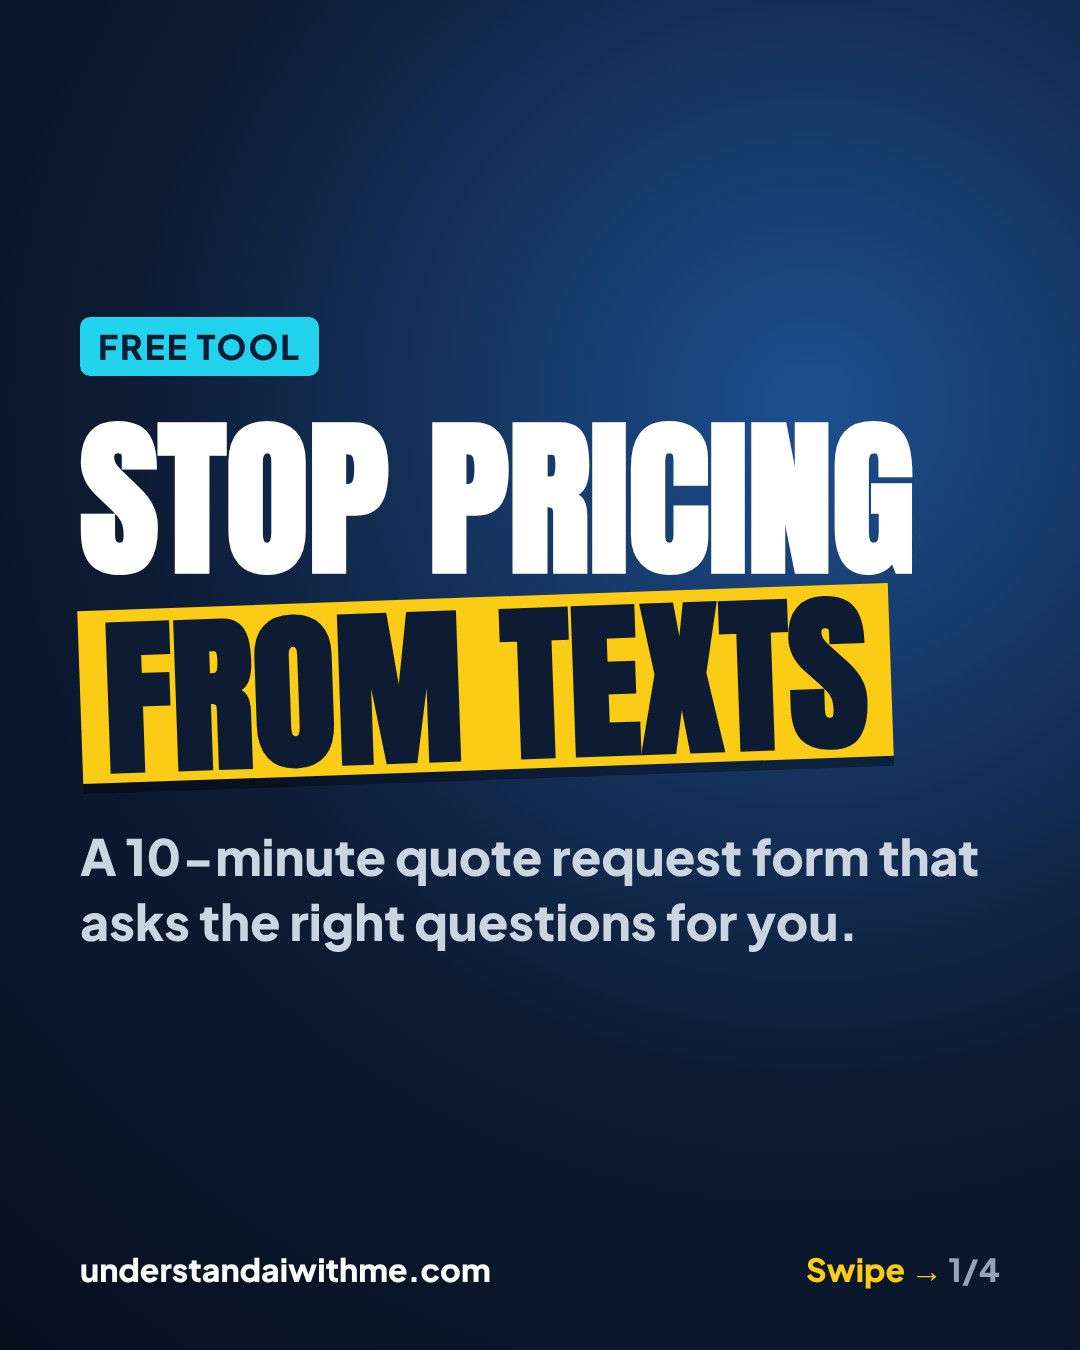 FREE TOOL
STOP PRICING
FROM TEXTS
A 10–minute quote request form that
asks the right questions for you.
understandaiwithme.com
Swipe → 1/4